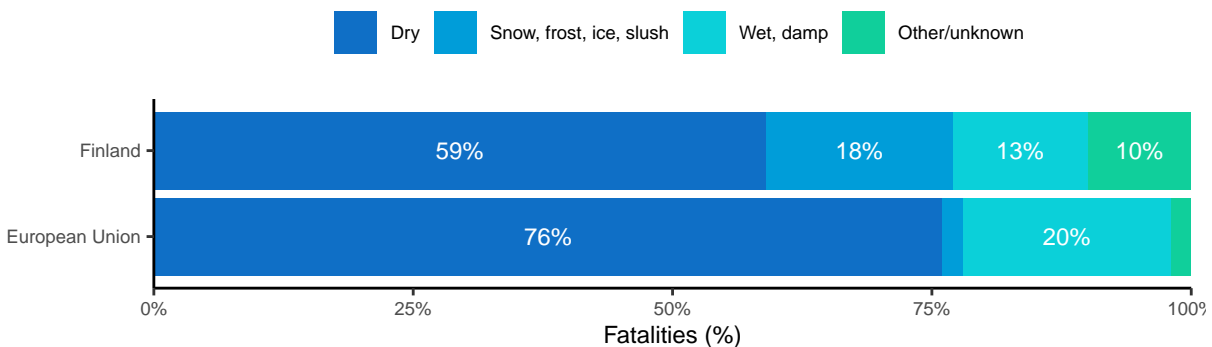 Dry Snow, frost, ice, slush Wet, damp Other/unknown
Finland 59% 18% 13% 10%
European Union 76% 20%
0% 25% 50% 75% 100%
Fatalities (%)